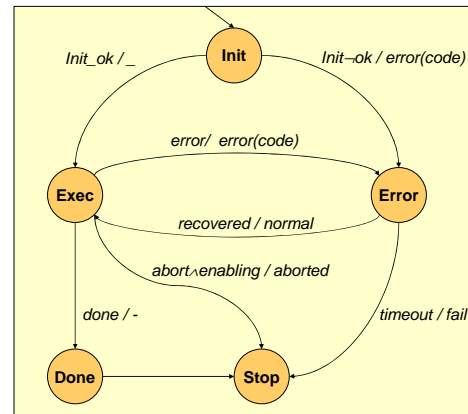 Init_ok / _
Init
Init¬ok / error(code)
error/ error(code)
Exec
Error
recovered / normal
abort∧enabling / aborted
done / -
timeout / fail
Done
Stop